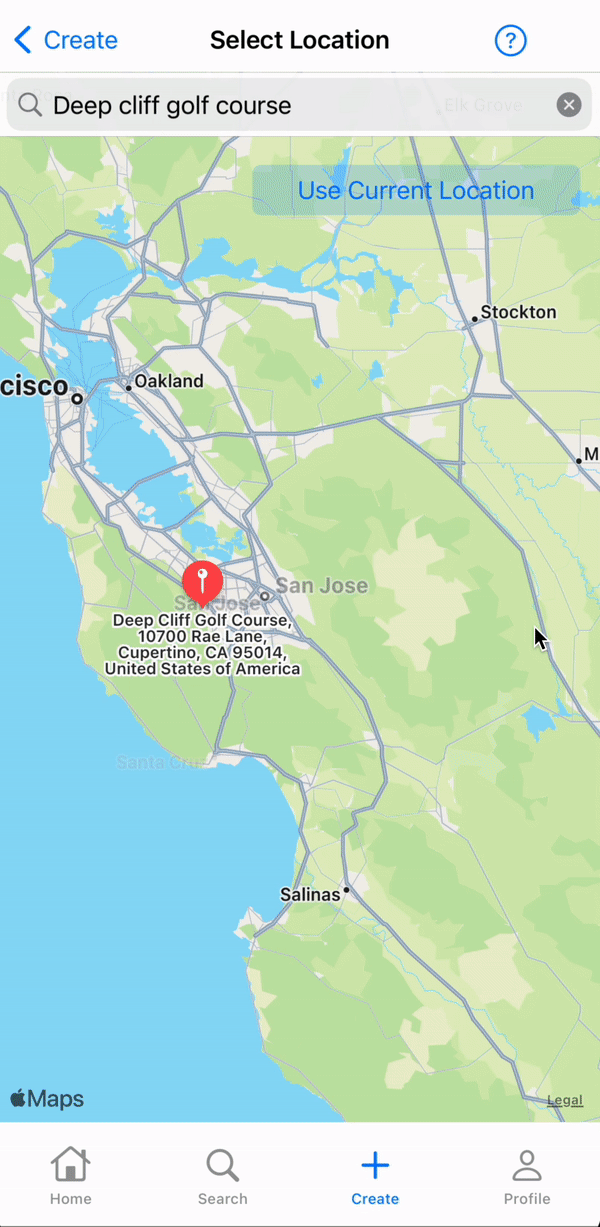 Create
Select Location
?
Deep cliff golf course
Elk Grove
Use Current Location
Stockton
cisco
Oakland
M
San Jose
San Jose
Deep Cliff Golf Course,
10700 Rae Lane,
Cupertino, CA 95014,
United States of America
Santa Cruz
Salinas
Maps
Legal
Home
Search
Create
Profile